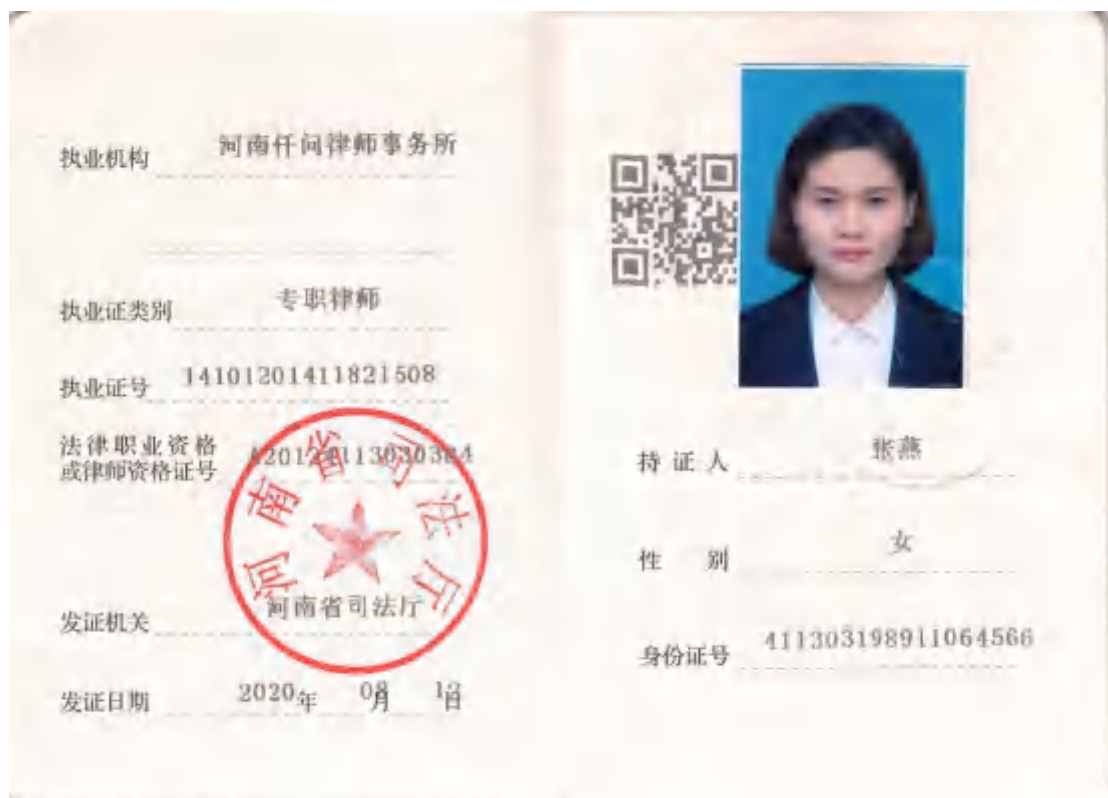 执业机构 河南仟问律师事务所
执业证类别 专职律师
执业证号 14101201411821508
法律职业资格
或律师资格证号
河南省司法厅
发证机关 河南省司法厅
发证日期 2020年 08月 12日
持证人 张燕
性别 女
身份证号 411303198911064566